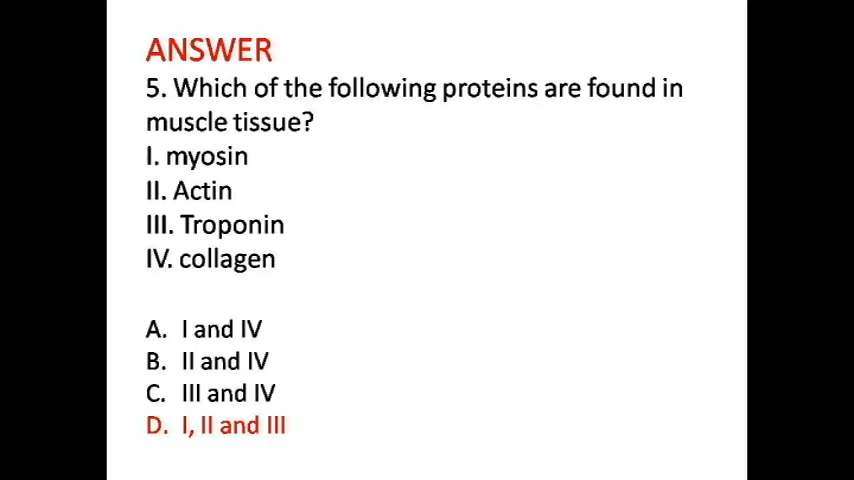 ANSWER
5. Which of the following proteins are found in
muscle tissue?
I. myosin
II. Actin
III. Troponin
IV. collagen
A. I and IV
B. II and IV
C. III and IV
D. I, II and III